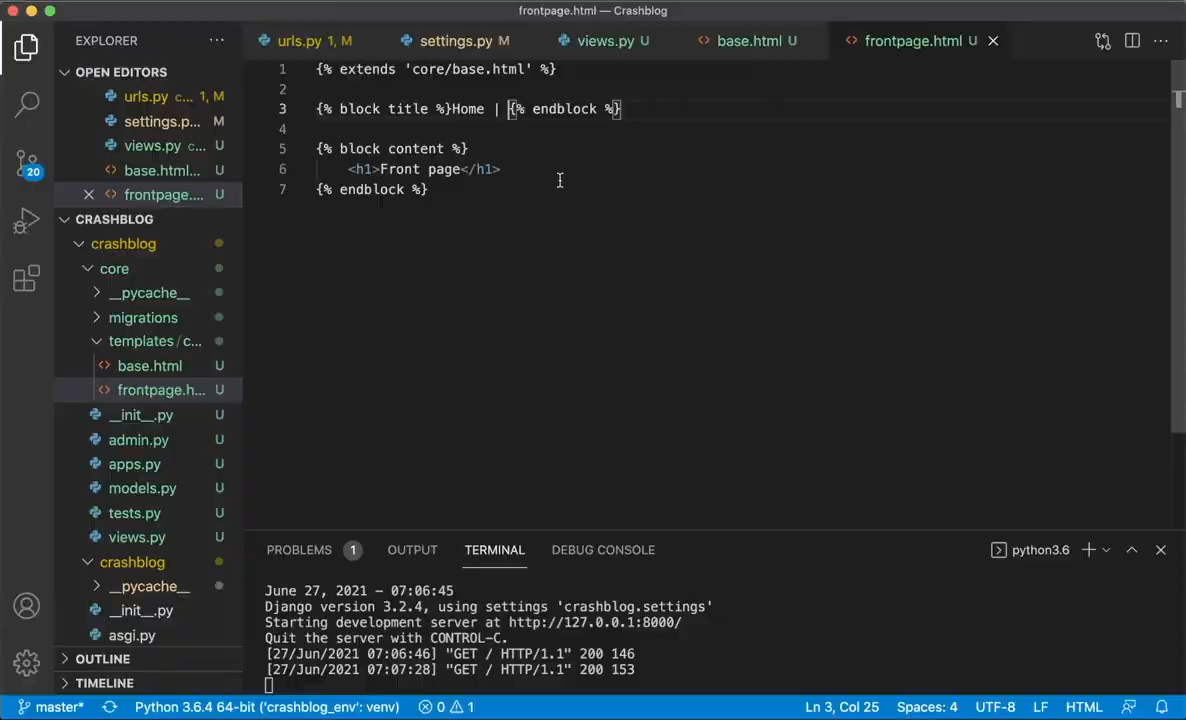 frontpage.html — Crashblog
EXPLORER ···
urls.py 1, M settings.py M views.py U base.html U frontpage.html U
OPEN EDITORS
urls.py c... 1, M
settings.p... M
views.py c... U
base.html... U
frontpage.... U
CRASHBLOG
crashblog
core
__pycache__
migrations
templates/c...
base.html U
frontpage.h... U
__init__.py U
admin.py U
apps.py U
models.py U
tests.py U
views.py U
crashblog
__pycache__
__init__.py
asgi.py
OUTLINE
TIMELINE
20
1 {% extends 'core/base.html' %}
2
3 {% block title %}Home | {% endblock %}
4
5 {% block content %}
6 <h1>Front page</h1>
7 {% endblock %}
PROBLEMS 1 OUTPUT TERMINAL DEBUG CONSOLE python3.6
June 27, 2021 - 07:06:45
Django version 3.2.4, using settings 'crashblog.settings'
Starting development server at http://127.0.0.1:8000/
Quit the server with CONTROL-C.
[27/Jun/2021 07:06:46] "GET / HTTP/1.1" 200 146
[27/Jun/2021 07:07:28] "GET / HTTP/1.1" 200 153
master* Python 3.6.4 64-bit ('crashblog_env': venv) 0 1 Ln 3, Col 25 Spaces: 4 UTF-8 LF HTML